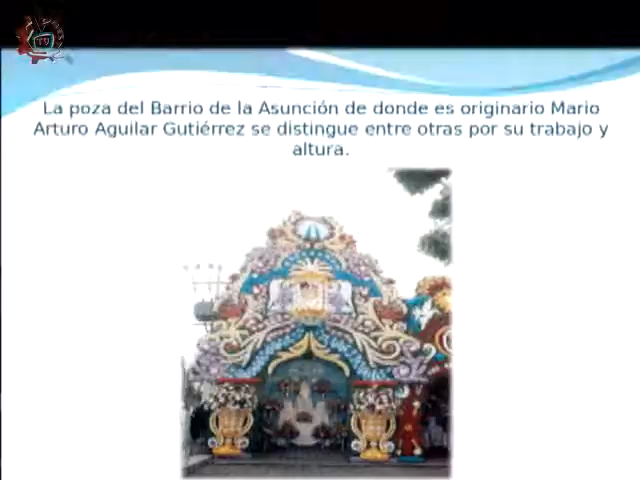 TV
La poza del Barrio de la Asunción de donde es originario Mario
Arturo Aguilar Gutiérrez se distingue entre otras por su trabajo y
altura.